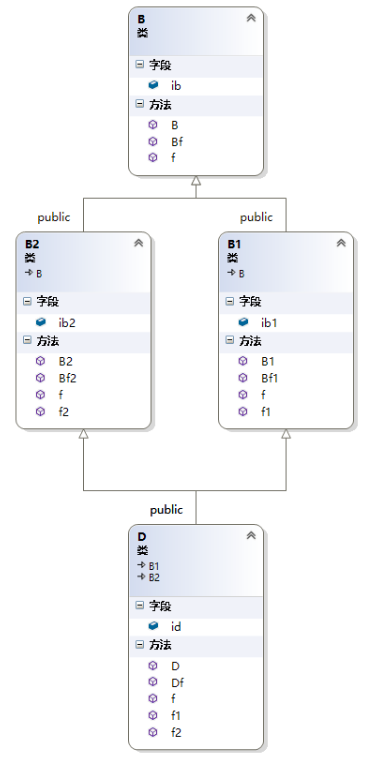 B
类
字段
ib
方法
B
Bf
f
public
public
B2
类
B
字段
ib2
方法
B2
Bf2
f
f2
B1
类
B
字段
ib1
方法
B1
Bf1
f
f1
public
D
类
B1
B2
字段
id
方法
D
Df
f
f1
f2